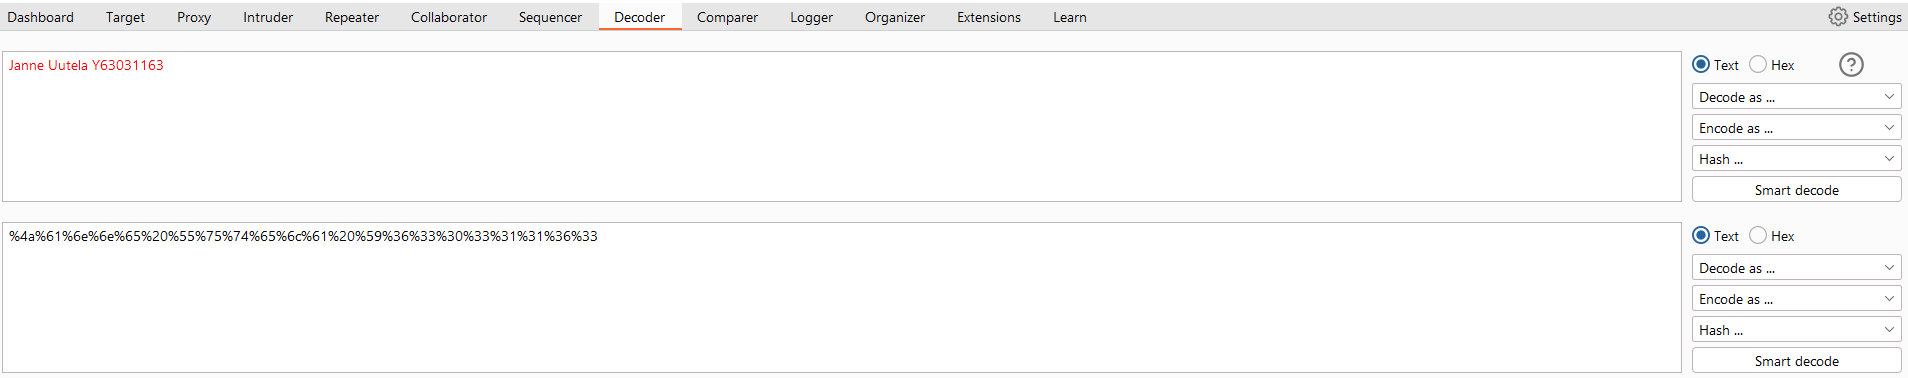 Dashboard Target Proxy Intruder Repeater Collaborator Sequencer Decoder Comparer Logger Organizer Extensions Learn Settings
Janne Uutela Y63031163
Text Hex ?
Decode as ...
Encode as ...
Hash ...
Smart decode
%4a%61%6e%6e%65%20%55%75%74%65%6c%61%20%59%36%33%30%33%31%31%36%33
Text Hex
Decode as ...
Encode as ...
Hash ...
Smart decode